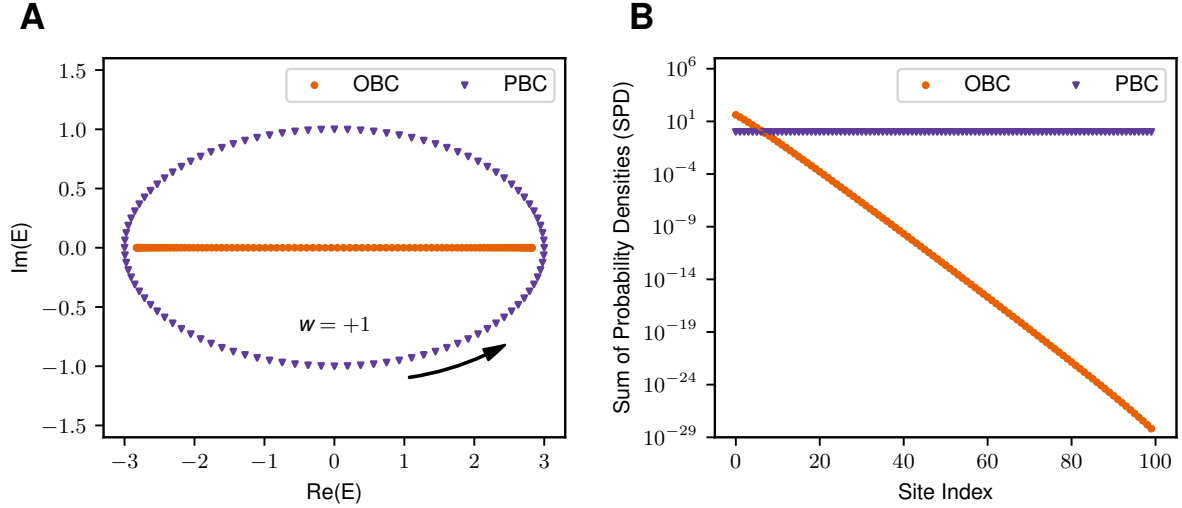 A
1.5
1.0
0.5
0.0
−0.5
−1.0
−1.5
Im(E)
OBC PBC
w = +1
−3 −2 −1 0 1 2 3
Re(E)
B
10^6
10^1
10^−4
10^−9
10^−14
10^−19
10^−24
10^−29
Sum of Probability Densities (SPD)
OBC PBC
0 20 40 60 80 100
Site Index